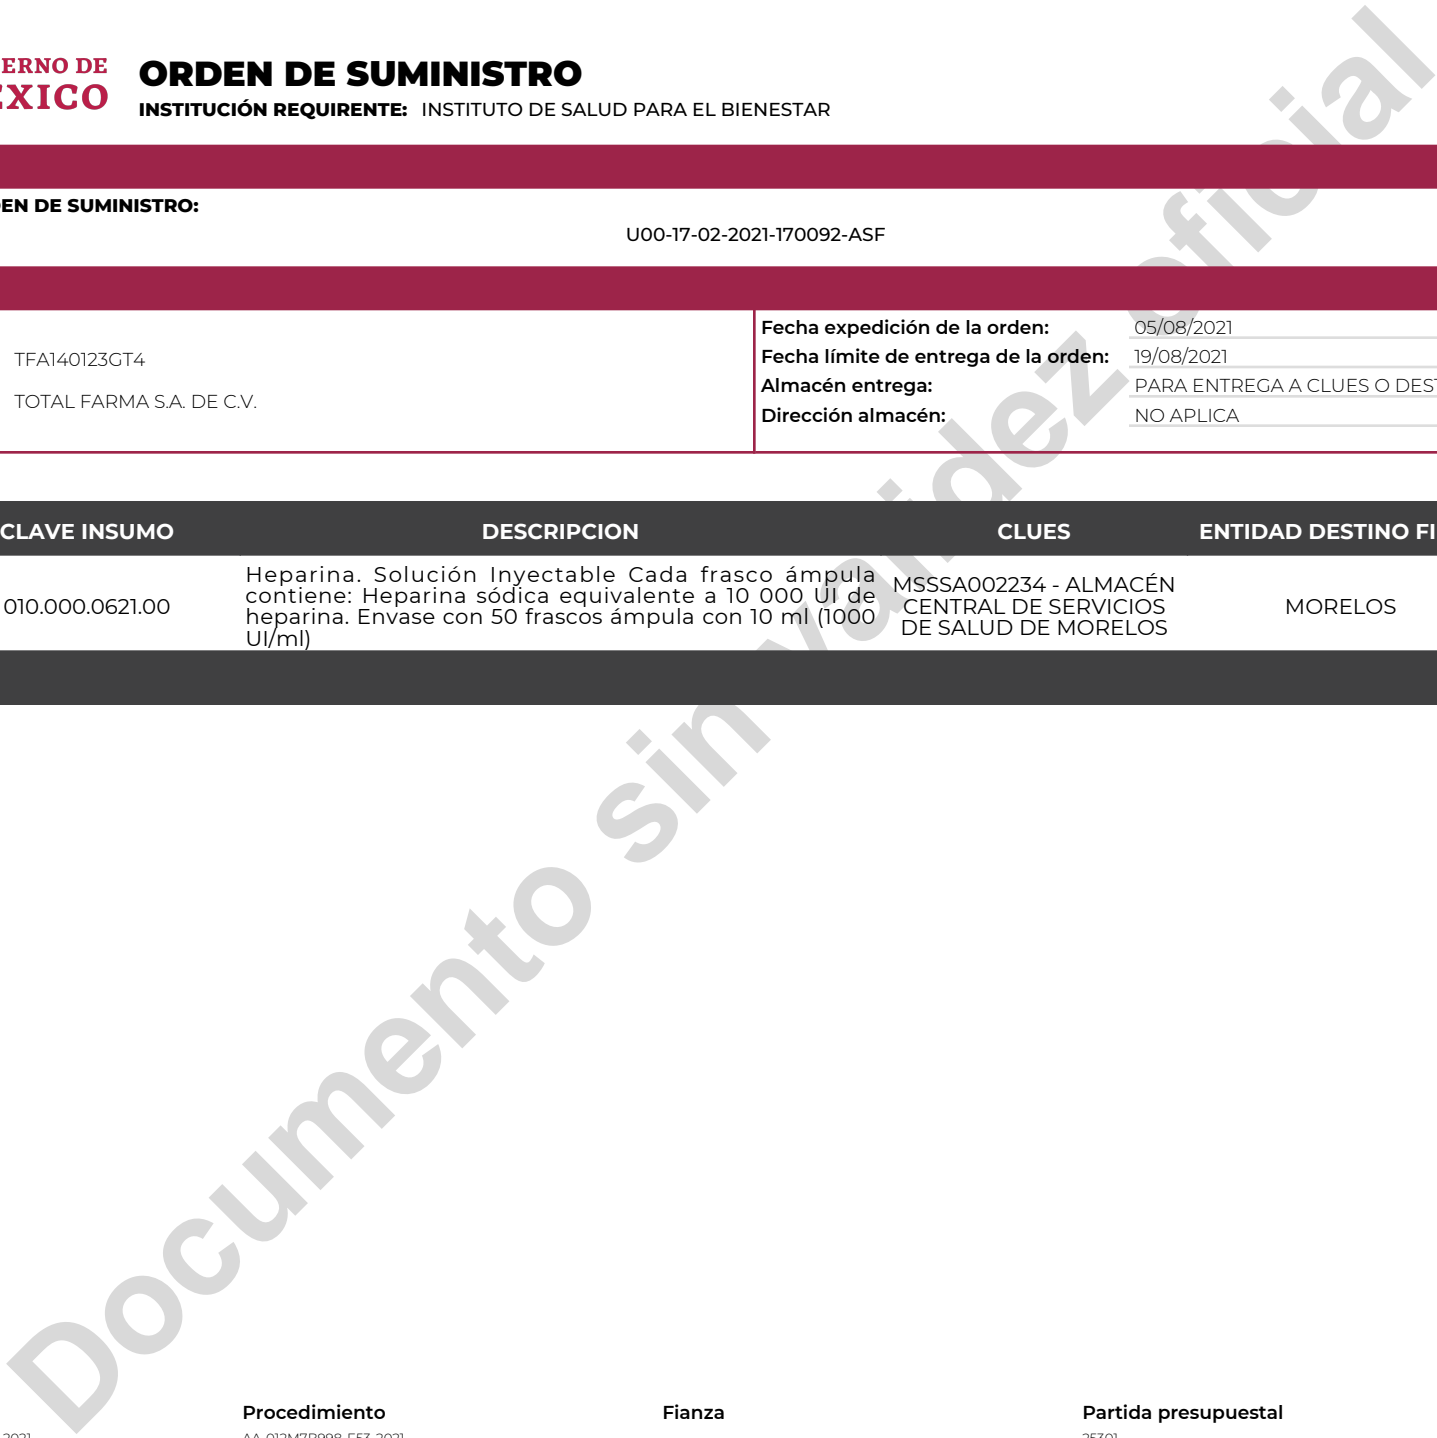 ERNO DE
EXICO
ORDEN DE SUMINISTRO
INSTITUCIÓN REQUIRENTE: INSTITUTO DE SALUD PARA EL BIENESTAR
EN DE SUMINISTRO:
U00-17-02-2021-170092-ASF
TFA140123GT4
TOTAL FARMA S.A. DE C.V.
Fecha expedición de la orden: 05/08/2021
Fecha límite de entrega de la orden: 19/08/2021
Almacén entrega: PARA ENTREGA A CLUES O DEST
Dirección almacén: NO APLICA
CLAVE INSUMO DESCRIPCION CLUES ENTIDAD DESTINO FI
010.000.0621.00
Heparina. Solución Inyectable Cada frasco ámpula
contiene: Heparina sódica equivalente a 10 000 UI de
heparina. Envase con 50 frascos ámpula con 10 ml (1000
UI/ml)
MSSSA002234 - ALMACÉN
CENTRAL DE SERVICIOS
DE SALUD DE MORELOS
MORELOS
Documento sin validez oficial
Procedimiento Fianza Partida presupuestal